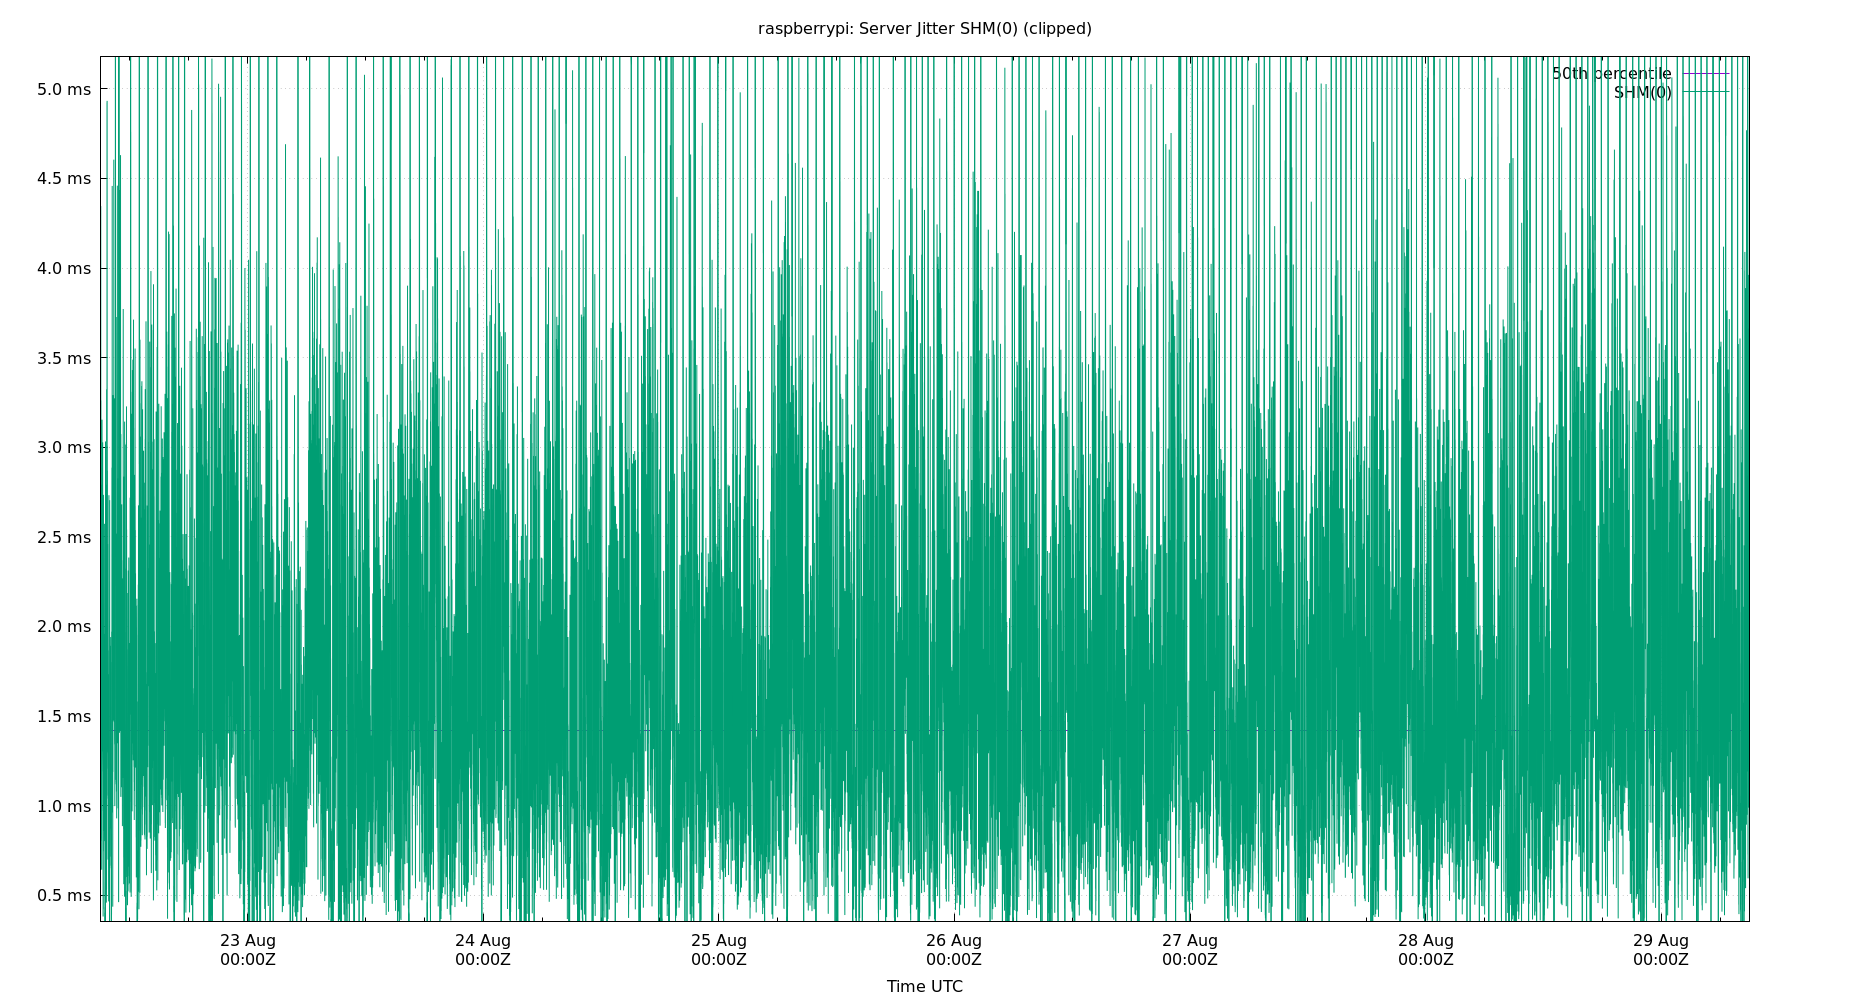 raspberrypi: Server Jitter SHM(0) (clipped)
50th percentile
SHM(0)
5.0 ms
4.5 ms
4.0 ms
3.5 ms
3.0 ms
2.5 ms
2.0 ms
1.5 ms
1.0 ms
0.5 ms
23 Aug 24 Aug 25 Aug 26 Aug 27 Aug 28 Aug 29 Aug
00:00Z 00:00Z 00:00Z 00:00Z 00:00Z 00:00Z 00:00Z
Time UTC